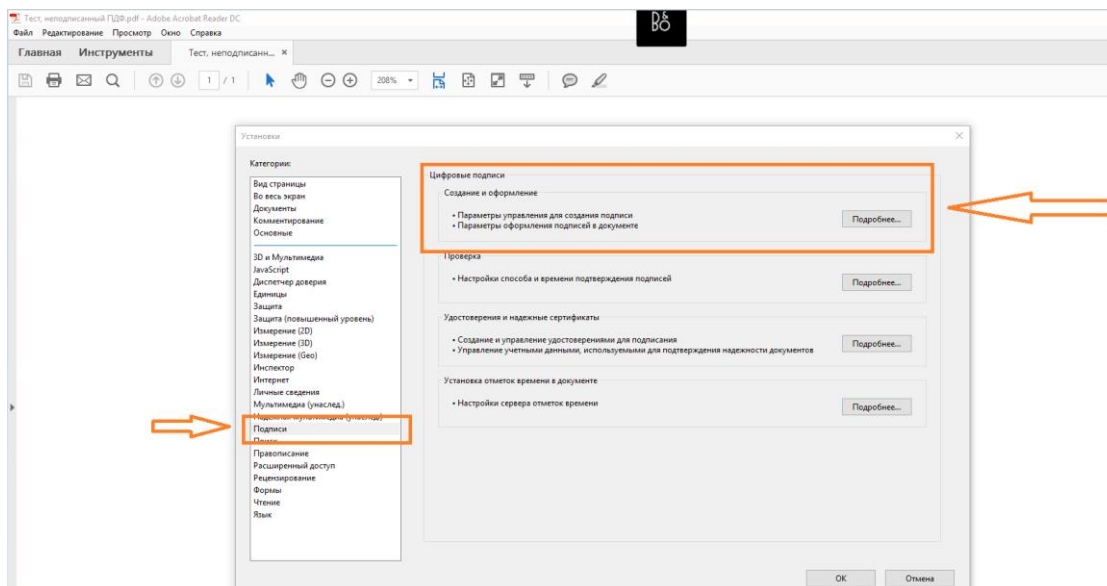 Тест, неподписанный ПДФ.pdf - Adobe Acrobat Reader DC
Файл Редактирование Просмотр Окно Справка
B&O
Главная Инструменты Тест, неподписанн... ×
1 / 1 208%
Установки
Категории:
Вид страницы
Во весь экран
Документы
Комментирование
Основные
3D и Мультимедиа
JavaScript
Диспетчер доверия
Единицы
Защита
Защита (повышенный уровень)
Измерение (2D)
Измерение (3D)
Измерение (Geo)
Инспектор
Интернет
Личные сведения
Мультимедиа (унаслед.)
Надежная мультимедиа (унаслед)
Подписи
Поиск
Правописание
Расширенный доступ
Рецензирование
Формы
Чтение
Язык
Цифровые подписи
Создание и оформление
• Параметры управления для создания подписи
• Параметры оформления подписей в документе
Подробнее...
Проверка
• Настройки способа и времени подтверждения подписей
Подробнее...
Удостоверения и надежные сертификаты
• Создание и управление удостоверениями для подписания
• Управление учетными данными, используемыми для подтверждения надежности документов
Подробнее...
Установка отметок времени в документе
• Настройки сервера отметок времени
Подробнее...
OK Отмена